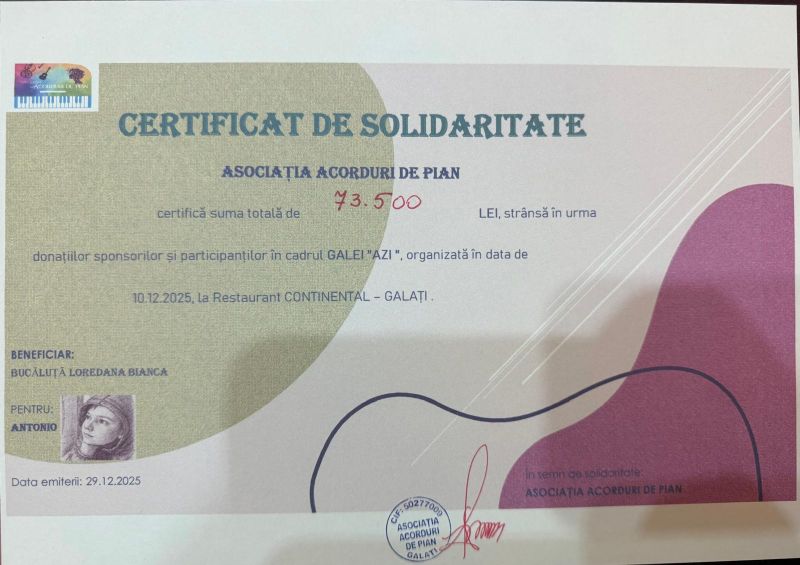 ACORDURI DE PIAN
CERTIFICAT DE SOLIDARITATE
ASOCIAȚIA ACORDURI DE PIAN
certifică suma totală de 73.500 LEI, strânsă în urma
donațiilor sponsorilor și participanților în cadrul GALEI "AZI ", organizată în data de
10.12.2025, la Restaurant CONTINENTAL – GALAȚI .
BENEFICIAR:
BUCĂLUȚĂ LOREDANA BIANCA
PENTRU:
ANTONIO
Data emiterii: 29.12.2025
În semn de solidaritate:
ASOCIAȚIA ACORDURI DE PIAN
CIF: 50277009
ASOCIAȚIA
ACORDURI
DE PIAN
GALAȚI